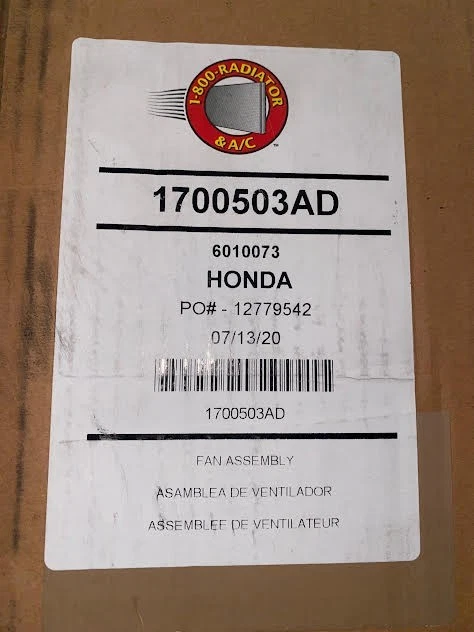 1-800-RADIATOR
& A/C
™
1700503AD
6010073
HONDA
PO# - 12779542
07/13/20
1700503AD
FAN ASSEMBLY
ASAMBLEA DE VENTILADOR
ASSEMBLEE DE VENTILATEUR